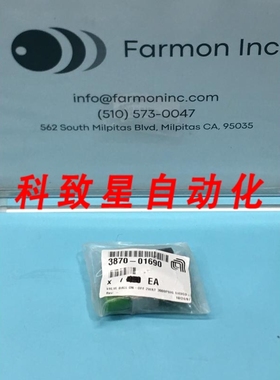 Farmon Inc
info@farmoninc.com
(510) 573-0047
562 South Milpitas Blvd, Milpitas CA, 95035
科致星自动化
3870-01690
x / EA